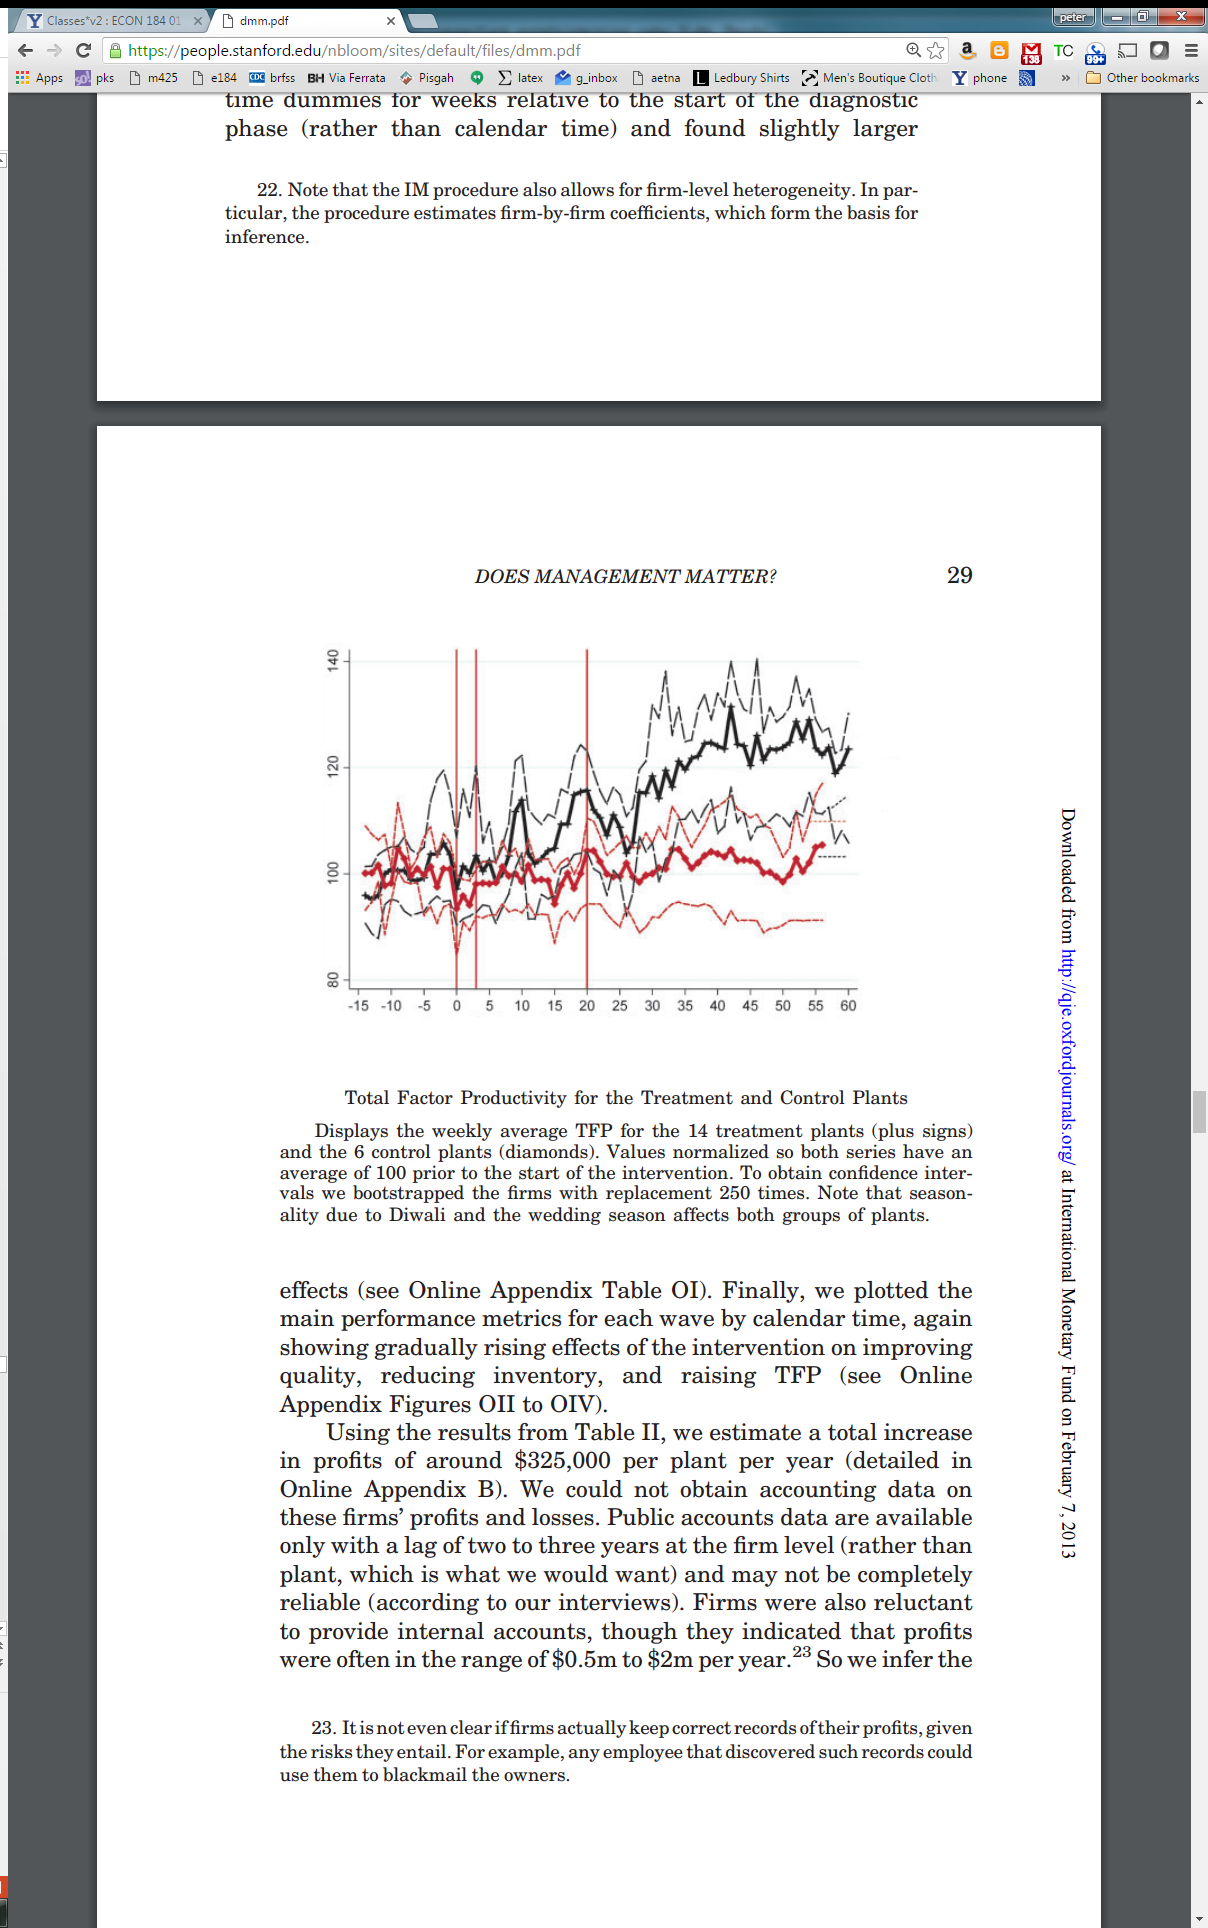 Classes*v2 : ECON 184 01
dmm.pdf
peter
https://people.stanford.edu/nbloom/sites/default/files/dmm.pdf
a
B
M
138
TC
99+
Apps
pks
m425
e184
CDC brfss
BH Via Ferrata
Pisgah
Σ latex
g_inbox
aetna
L Ledbury Shirts
Men's Boutique Cloth
Y phone
»
Other bookmarks
time dummies for weeks relative to the start of the diagnostic
phase (rather than calendar time) and found slightly larger
22. Note that the IM procedure also allows for firm-level heterogeneity. In par-
ticular, the procedure estimates firm-by-firm coefficients, which form the basis for
inference.
DOES MANAGEMENT MATTER?
29
140
120
100
80
-15 -10 -5 0 5 10 15 20 25 30 35 40 45 50 55 60
Total Factor Productivity for the Treatment and Control Plants
Displays the weekly average TFP for the 14 treatment plants (plus signs)
and the 6 control plants (diamonds). Values normalized so both series have an
average of 100 prior to the start of the intervention. To obtain confidence inter-
vals we bootstrapped the firms with replacement 250 times. Note that season-
ality due to Diwali and the wedding season affects both groups of plants.
effects (see Online Appendix Table OI). Finally, we plotted the
main performance metrics for each wave by calendar time, again
showing gradually rising effects of the intervention on improving
quality, reducing inventory, and raising TFP (see Online
Appendix Figures OII to OIV).
Using the results from Table II, we estimate a total increase
in profits of around $325,000 per plant per year (detailed in
Online Appendix B). We could not obtain accounting data on
these firms' profits and losses. Public accounts data are available
only with a lag of two to three years at the firm level (rather than
plant, which is what we would want) and may not be completely
reliable (according to our interviews). Firms were also reluctant
to provide internal accounts, though they indicated that profits
were often in the range of $0.5m to $2m per year.23 So we infer the
23. It is not even clear if firms actually keep correct records of their profits, given
the risks they entail. For example, any employee that discovered such records could
use them to blackmail the owners.
Downloaded from http://qje.oxfordjournals.org/ at International Monetary Fund on February 7, 2013